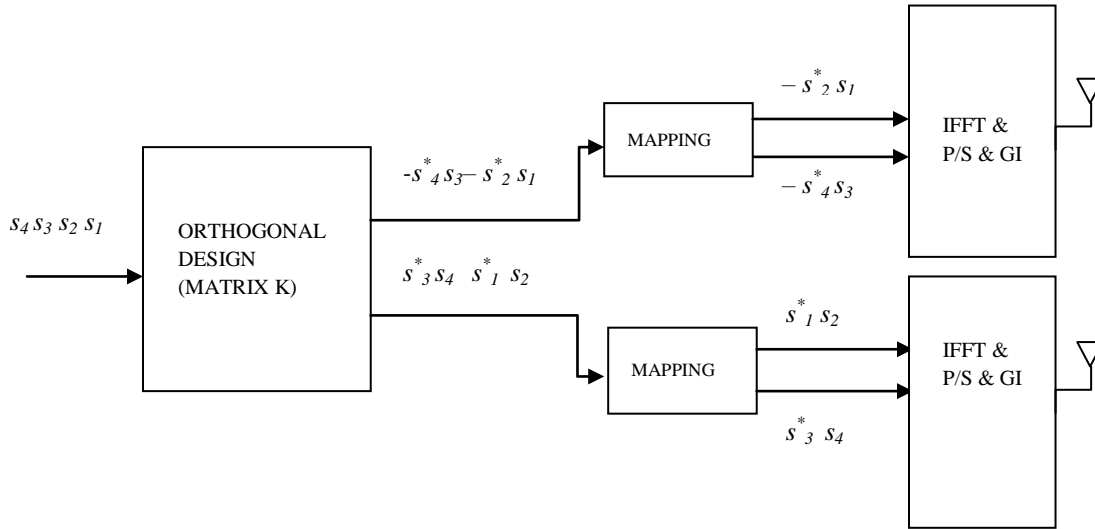 – s*2 s1
IFFT &
P/S & GI
MAPPING
-s*4 s3 – s*2 s1
– s*4 s3
s4 s3 s2 s1
ORTHOGONAL
DESIGN
(MATRIX K)
s*3 s4 s*1 s2
s*1 s2
IFFT &
P/S & GI
MAPPING
s*3 s4